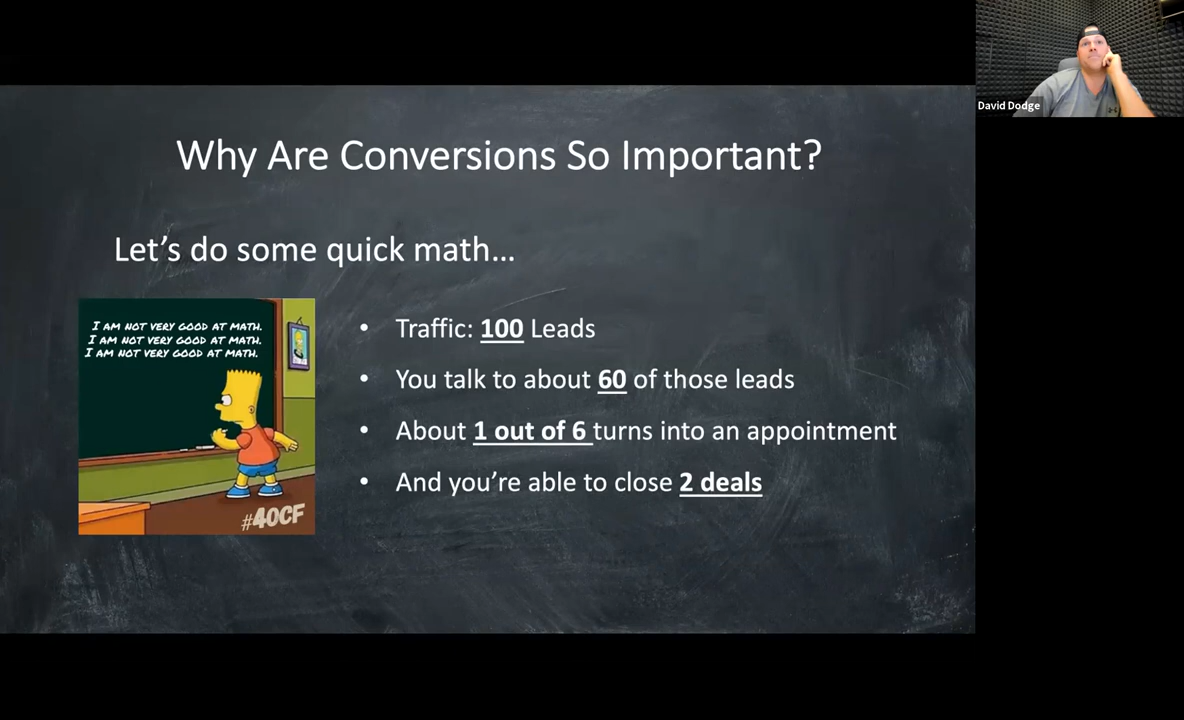 David Dodge
Why Are Conversions So Important?
Let's do some quick math…
I AM NOT VERY GOOD AT MATH.
I AM NOT VERY GOOD AT MATH.
I AM NOT VERY GOOD AT MATH.
#40CF
• Traffic: 100 Leads
• You talk to about 60 of those leads
• About 1 out of 6 turns into an appointment
• And you're able to close 2 deals